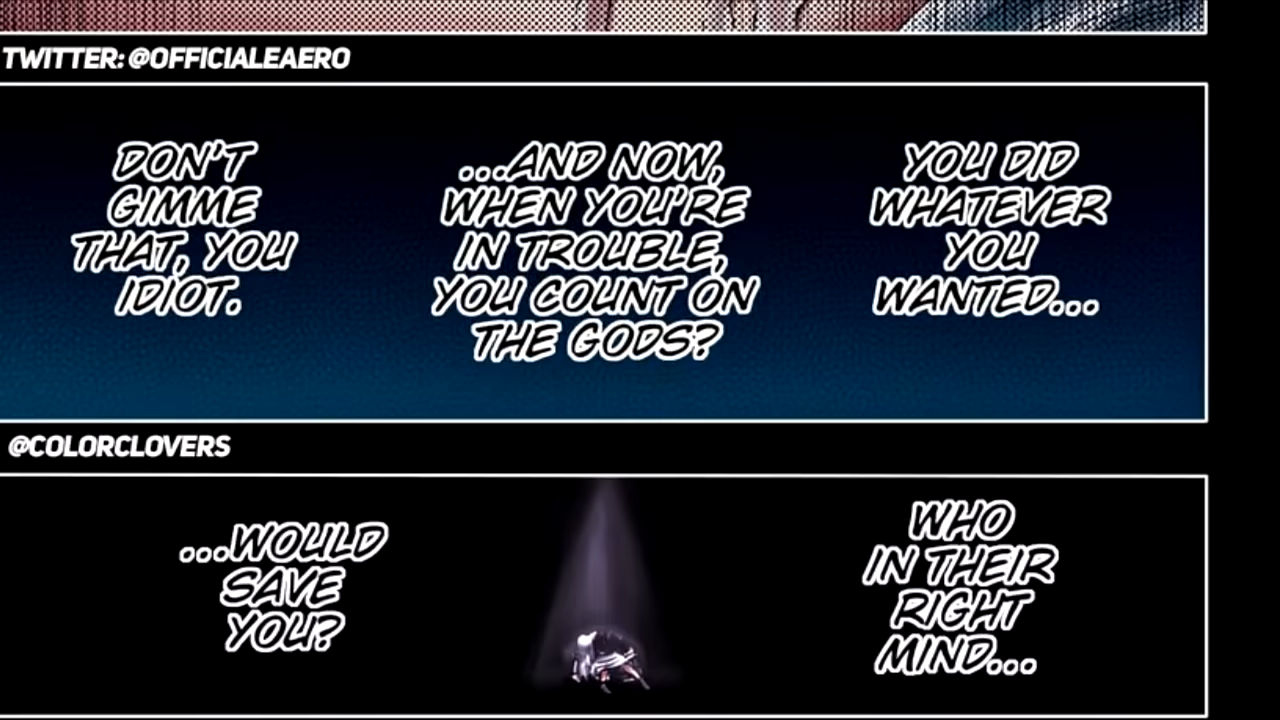 TWITTER: @OFFICIALEAERO
YOU DID
WHATEVER
YOU
WANTED...
...AND NOW,
WHEN YOU'RE
IN TROUBLE,
YOU COUNT ON
THE GODS?
DON'T
GIMME
THAT, YOU
IDIOT.
@COLORCLOVERS
WHO
IN THEIR
RIGHT
MIND...
...WOULD
SAVE
YOU?